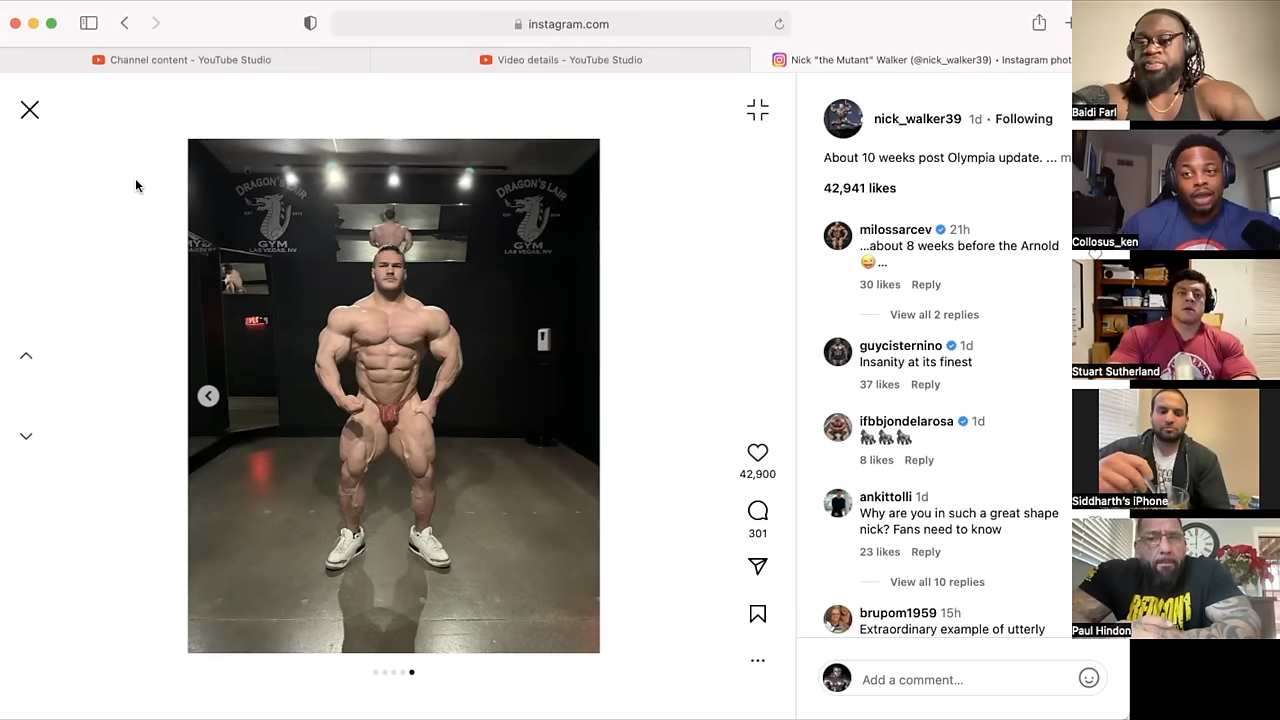 instagram.com
Channel content - YouTube Studio
Video details - YouTube Studio
Nick "the Mutant" Walker (@nick_walker39) • Instagram phot
nick_walker39 1d • Following
About 10 weeks post Olympia update. ... m
42,941 likes
milossarcev 21h
...about 8 weeks before the Arnold
😜...
30 likes Reply
View all 2 replies
guycisternino 1d
Insanity at its finest
37 likes Reply
ifbbjondelarosa 1d
🦍🦍🦍
8 likes Reply
ankittolli 1d
Why are you in such a great shape
nick? Fans need to know
23 likes Reply
View all 10 replies
brupom1959 15h
Extraordinary example of utterly
Add a comment...
42,900
301
DRAGON'S LAIR
GYM
LAS VEGAS, NV
DRAGON'S LAIR
GYM
LAS VEGAS, NV
Baidi Farl
Collosus_ken
Stuart Sutherland
Siddharth's iPhone
Paul Hindon
REDCON1